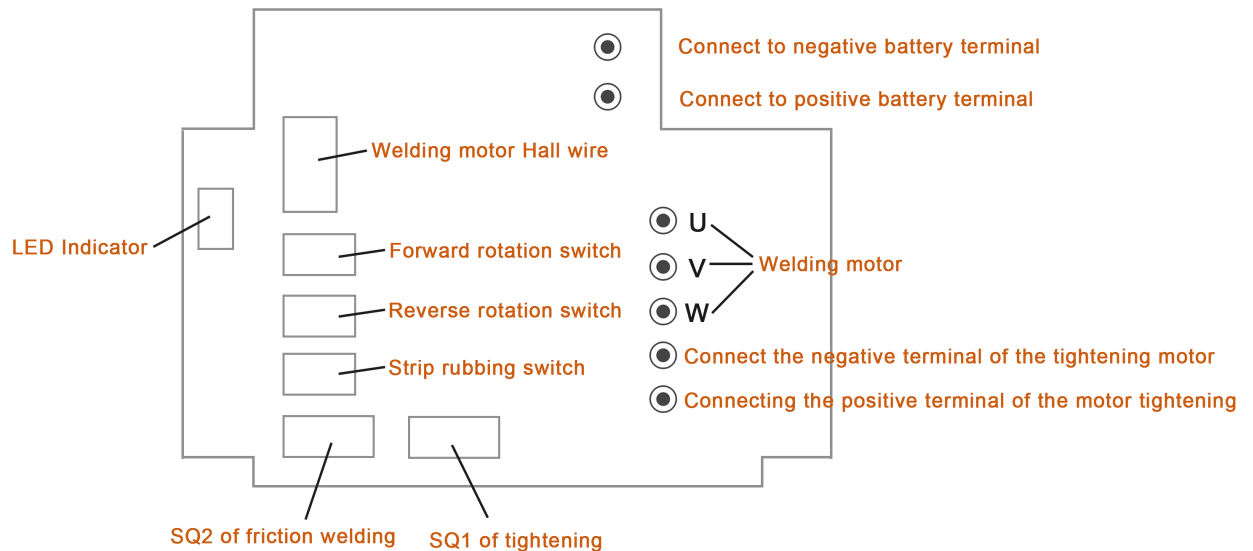 Connect to negative battery terminal
Connect to positive battery terminal
Welding motor Hall wire
LED Indicator
Forward rotation switch
U
V
W
Welding motor
Reverse rotation switch
Strip rubbing switch
Connect the negative terminal of the tightening motor
Connecting the positive terminal of the motor tightening
SQ2 of friction welding
SQ1 of tightening